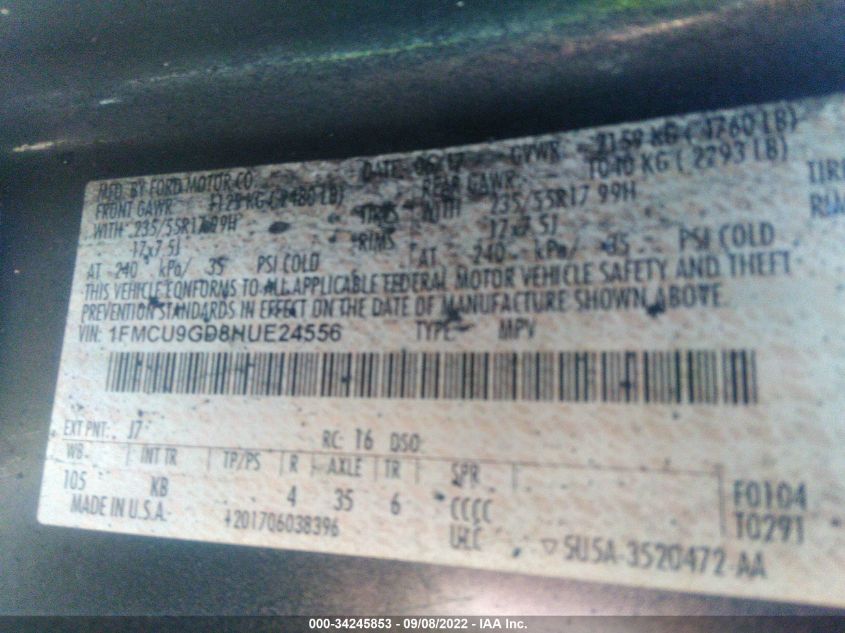 MFD. BY FORD MOTOR CO. DATE: 06/17 GVWR: 2159 KG ( 4760 LB)
FRONT GAWR: 1125 KG ( 2480 LB) REAR GAWR: 1040 KG ( 2293 LB)
WITH 235/55R17 99H TIRES WITH 235/55R17 99H TIRE
17x7.5J RIMS 17x7.5J RIM
AT 240 kPa/ 35 PSI COLD AT 240 kPa/ 35 PSI COLD
THIS VEHICLE CONFORMS TO ALL APPLICABLE FEDERAL MOTOR VEHICLE SAFETY AND THEFT
PREVENTION STANDARDS IN EFFECT ON THE DATE OF MANUFACTURE SHOWN ABOVE.
VIN: 1FMCU9GD8HUE24556 TYPE: MPV
EXT PNT: J7 RC: 16 DSO:
WB INT TR TP/PS R AXLE TR SPR
105 KB 4 35 6 CCCC F0104
MADE IN U.S.A. 201706038396 T0291
5U5A-3520472-AA
000-34245853 - 09/08/2022 - IAA Inc.